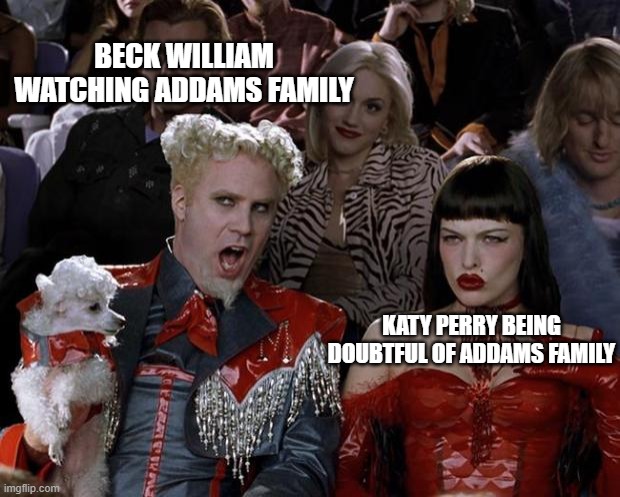 BECK WILLIAM
WATCHING ADDAMS FAMILY
KATY PERRY BEING
DOUBTFUL OF ADDAMS FAMILY
imgflip.com